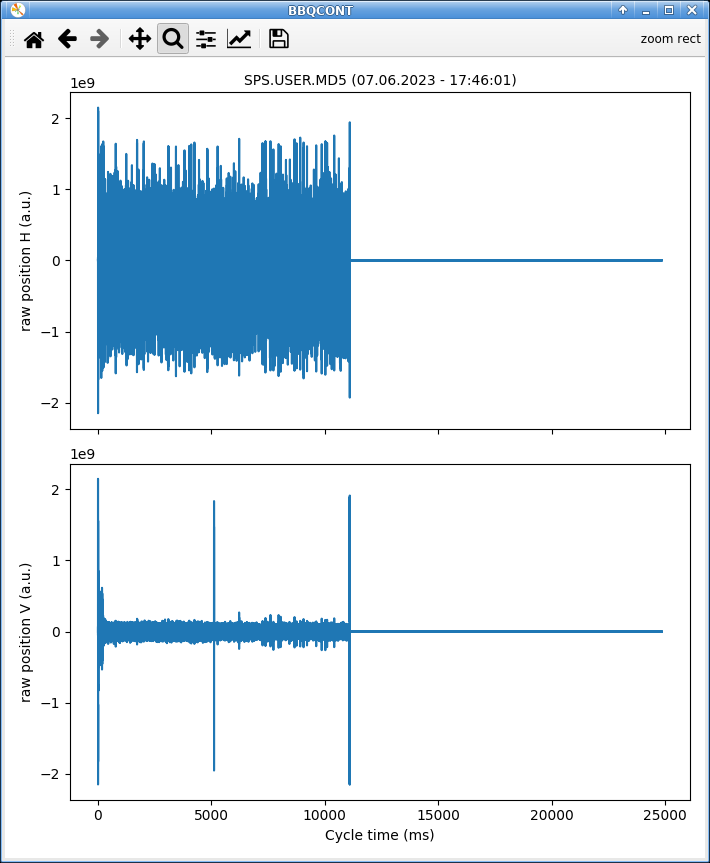 BBQCONT
zoom rect
SPS.USER.MD5 (07.06.2023 - 17:46:01)
1e9
2
1
0
−1
−2
raw position H (a.u.)
1e9
2
1
0
−1
−2
raw position V (a.u.)
0 5000 10000 15000 20000 25000
Cycle time (ms)